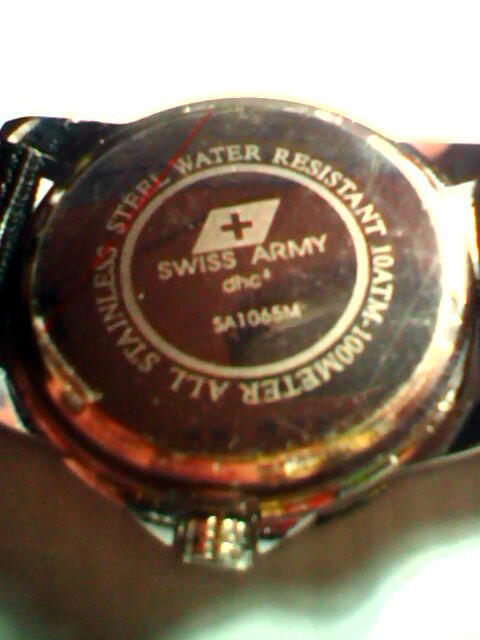 WATER RESISTANT 10ATM-100METER ALL STAINLESS STEEL
SWISS ARMY
dhc+
SA1065M